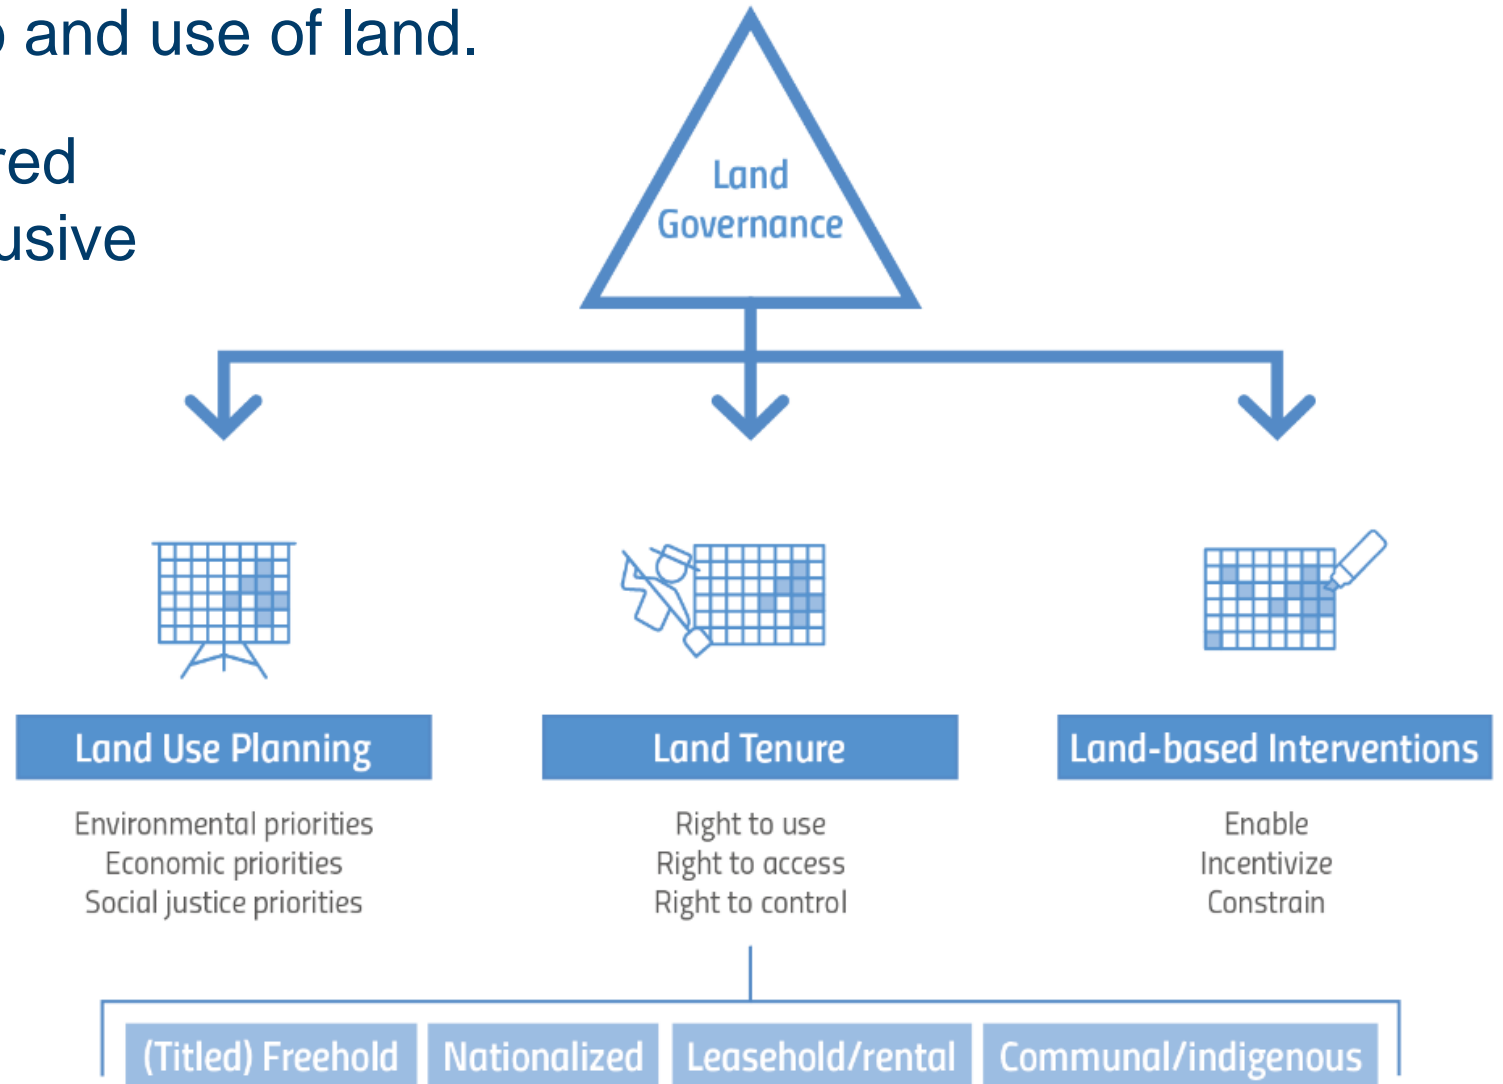 and use of land.
Land
Governance
Land Use Planning
Environmental priorities
Economic priorities
Social justice priorities
Land Tenure
Right to use
Right to access
Right to control
Land-based Interventions
Enable
Incentivize
Constrain
(Titled) Freehold
Nationalized
Leasehold/rental
Communal/indigenous